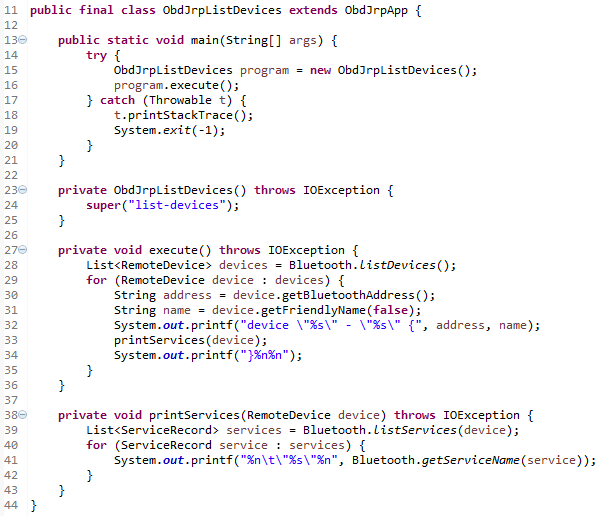 11 public final class ObdJrpListDevices extends ObdJrpApp {
12
13 public static void main(String[] args) {
14 try {
15 ObdJrpListDevices program = new ObdJrpListDevices();
16 program.execute();
17 } catch (Throwable t) {
18 t.printStackTrace();
19 System.exit(-1);
20 }
21 }
22
23 private ObdJrpListDevices() throws IOException {
24 super("list-devices");
25 }
26
27 private void execute() throws IOException {
28 List<RemoteDevice> devices = Bluetooth.listDevices();
29 for (RemoteDevice device : devices) {
30 String address = device.getBluetoothAddress();
31 String name = device.getFriendlyName(false);
32 System.out.printf("device \"%s\" - \"%s\" {", address, name);
33 printServices(device);
34 System.out.printf("}%n%n");
35 }
36 }
37
38 private void printServices(RemoteDevice device) throws IOException {
39 List<ServiceRecord> services = Bluetooth.listServices(device);
40 for (ServiceRecord service : services) {
41 System.out.printf("%n\t\"%s\"%n", Bluetooth.getServiceName(service));
42 }
43 }
44 }